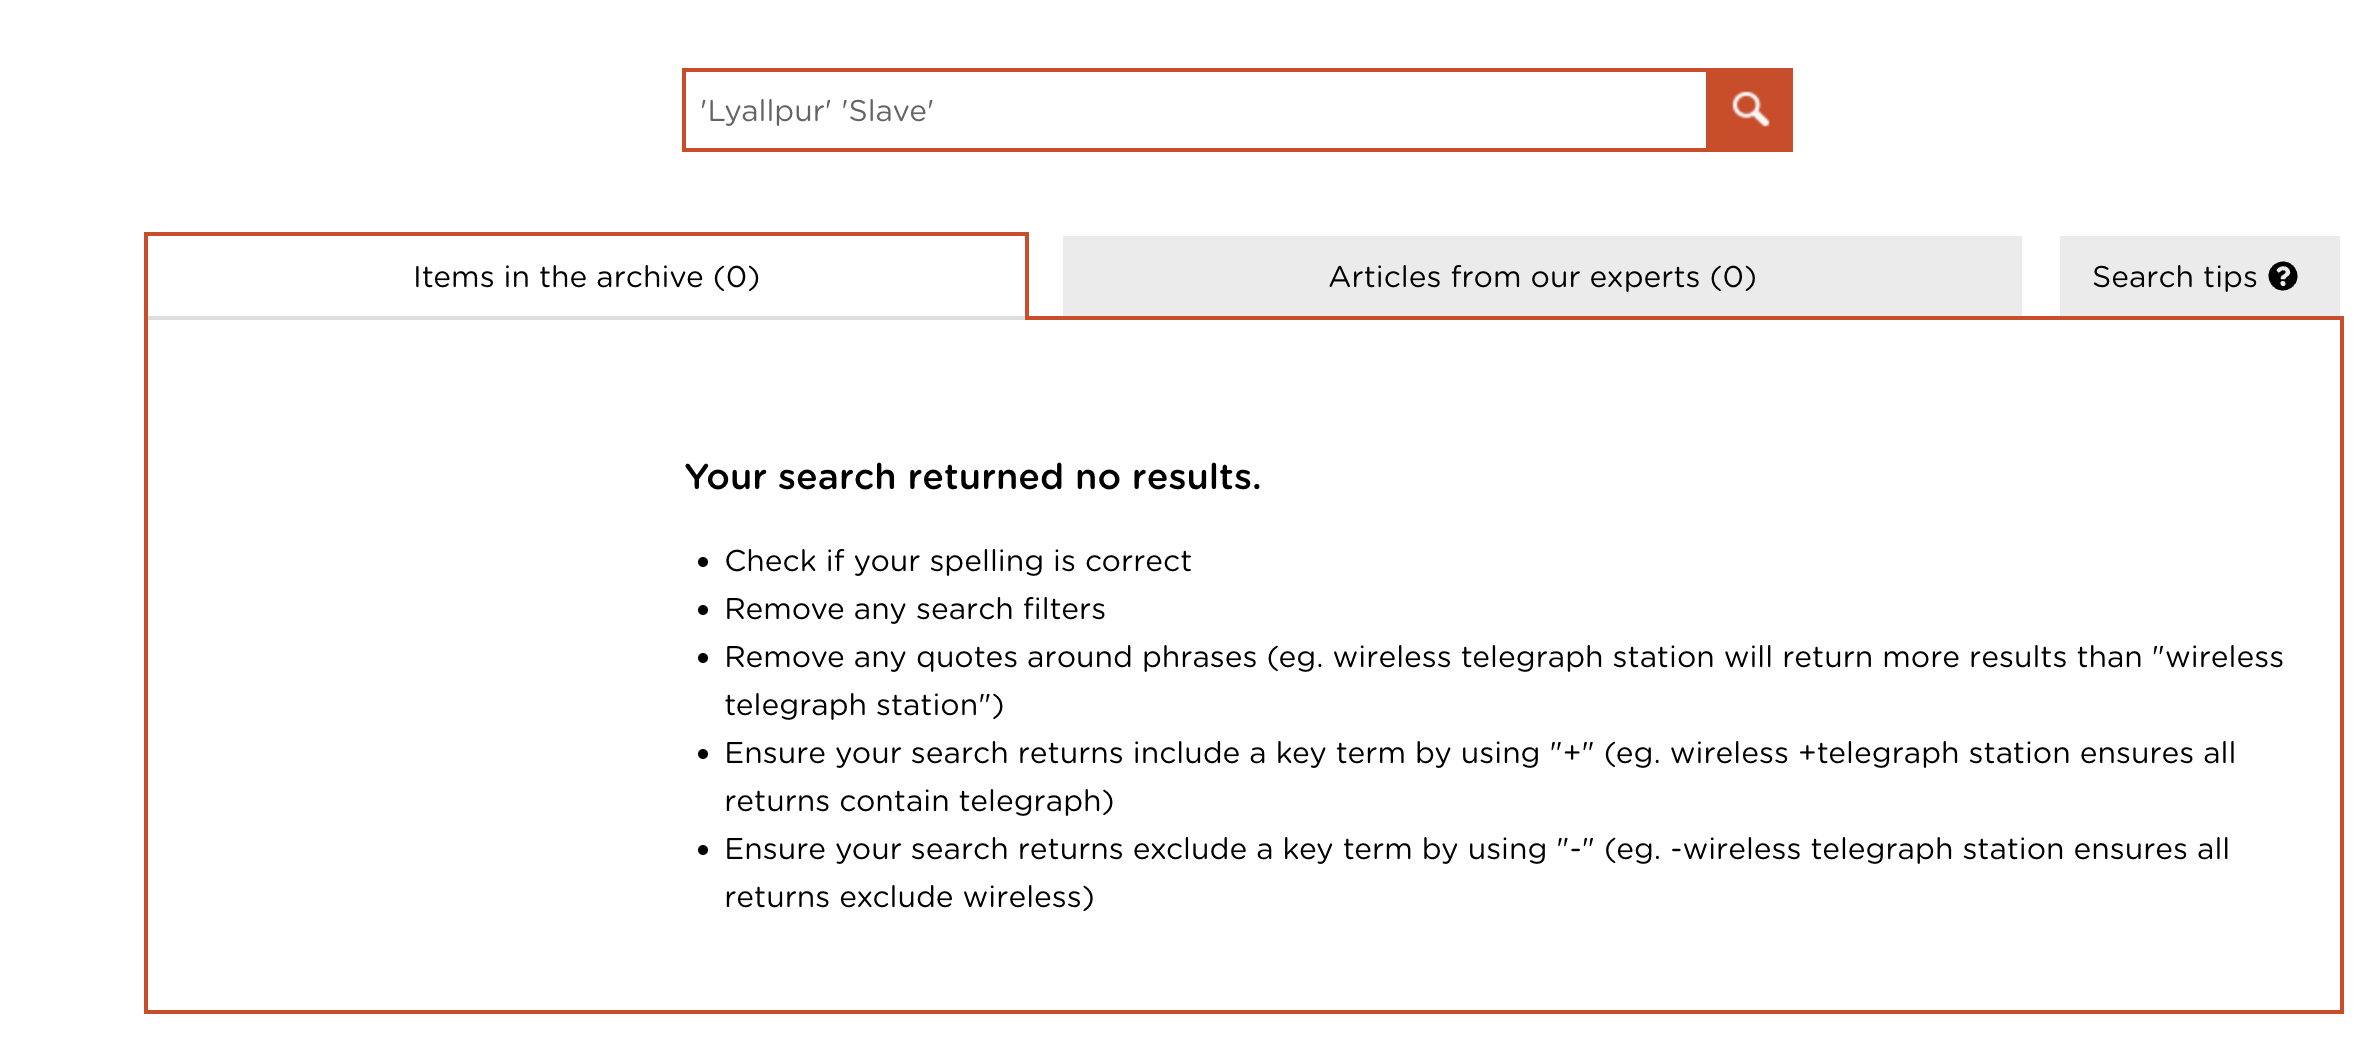 'Lyallpur' 'Slave'
Items in the archive (0)
Articles from our experts (0)
Search tips ?
Your search returned no results.
• Check if your spelling is correct
• Remove any search filters
• Remove any quotes around phrases (eg. wireless telegraph station will return more results than "wireless
telegraph station")
• Ensure your search returns include a key term by using "+" (eg. wireless +telegraph station ensures all
returns contain telegraph)
• Ensure your search returns exclude a key term by using "-" (eg. -wireless telegraph station ensures all
returns exclude wireless)